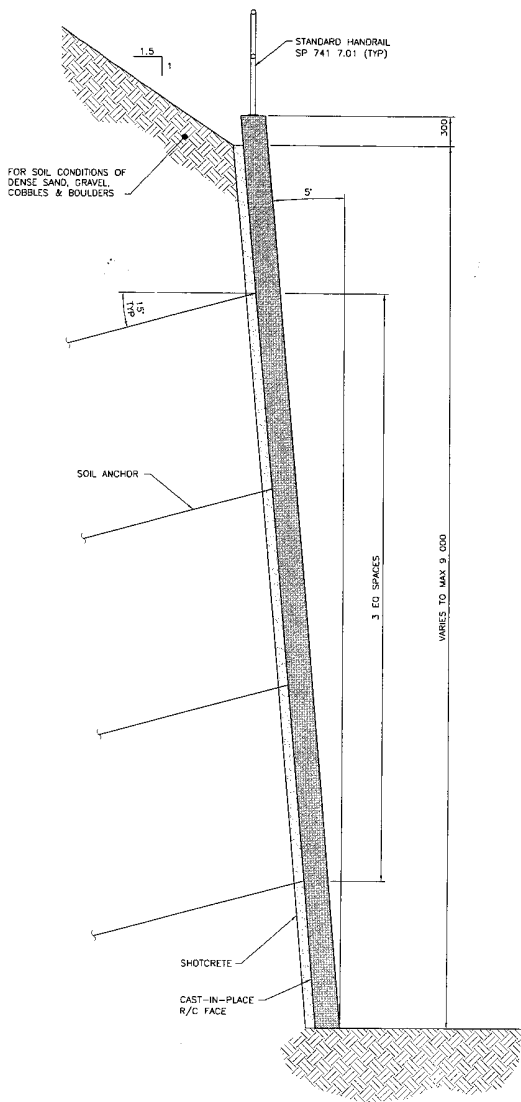 STANDARD HANDRAIL
SP 741 7.01 (TYP)
1.5
1
300
FOR SOIL CONDITIONS OF
DENSE SAND, GRAVEL,
COBBLES & BOULDERS
5°
15°
TYP
SOIL ANCHOR
3 EQ SPACES
VARIES TO MAX 9 000
SHOTCRETE
CAST-IN-PLACE
R/C FACE